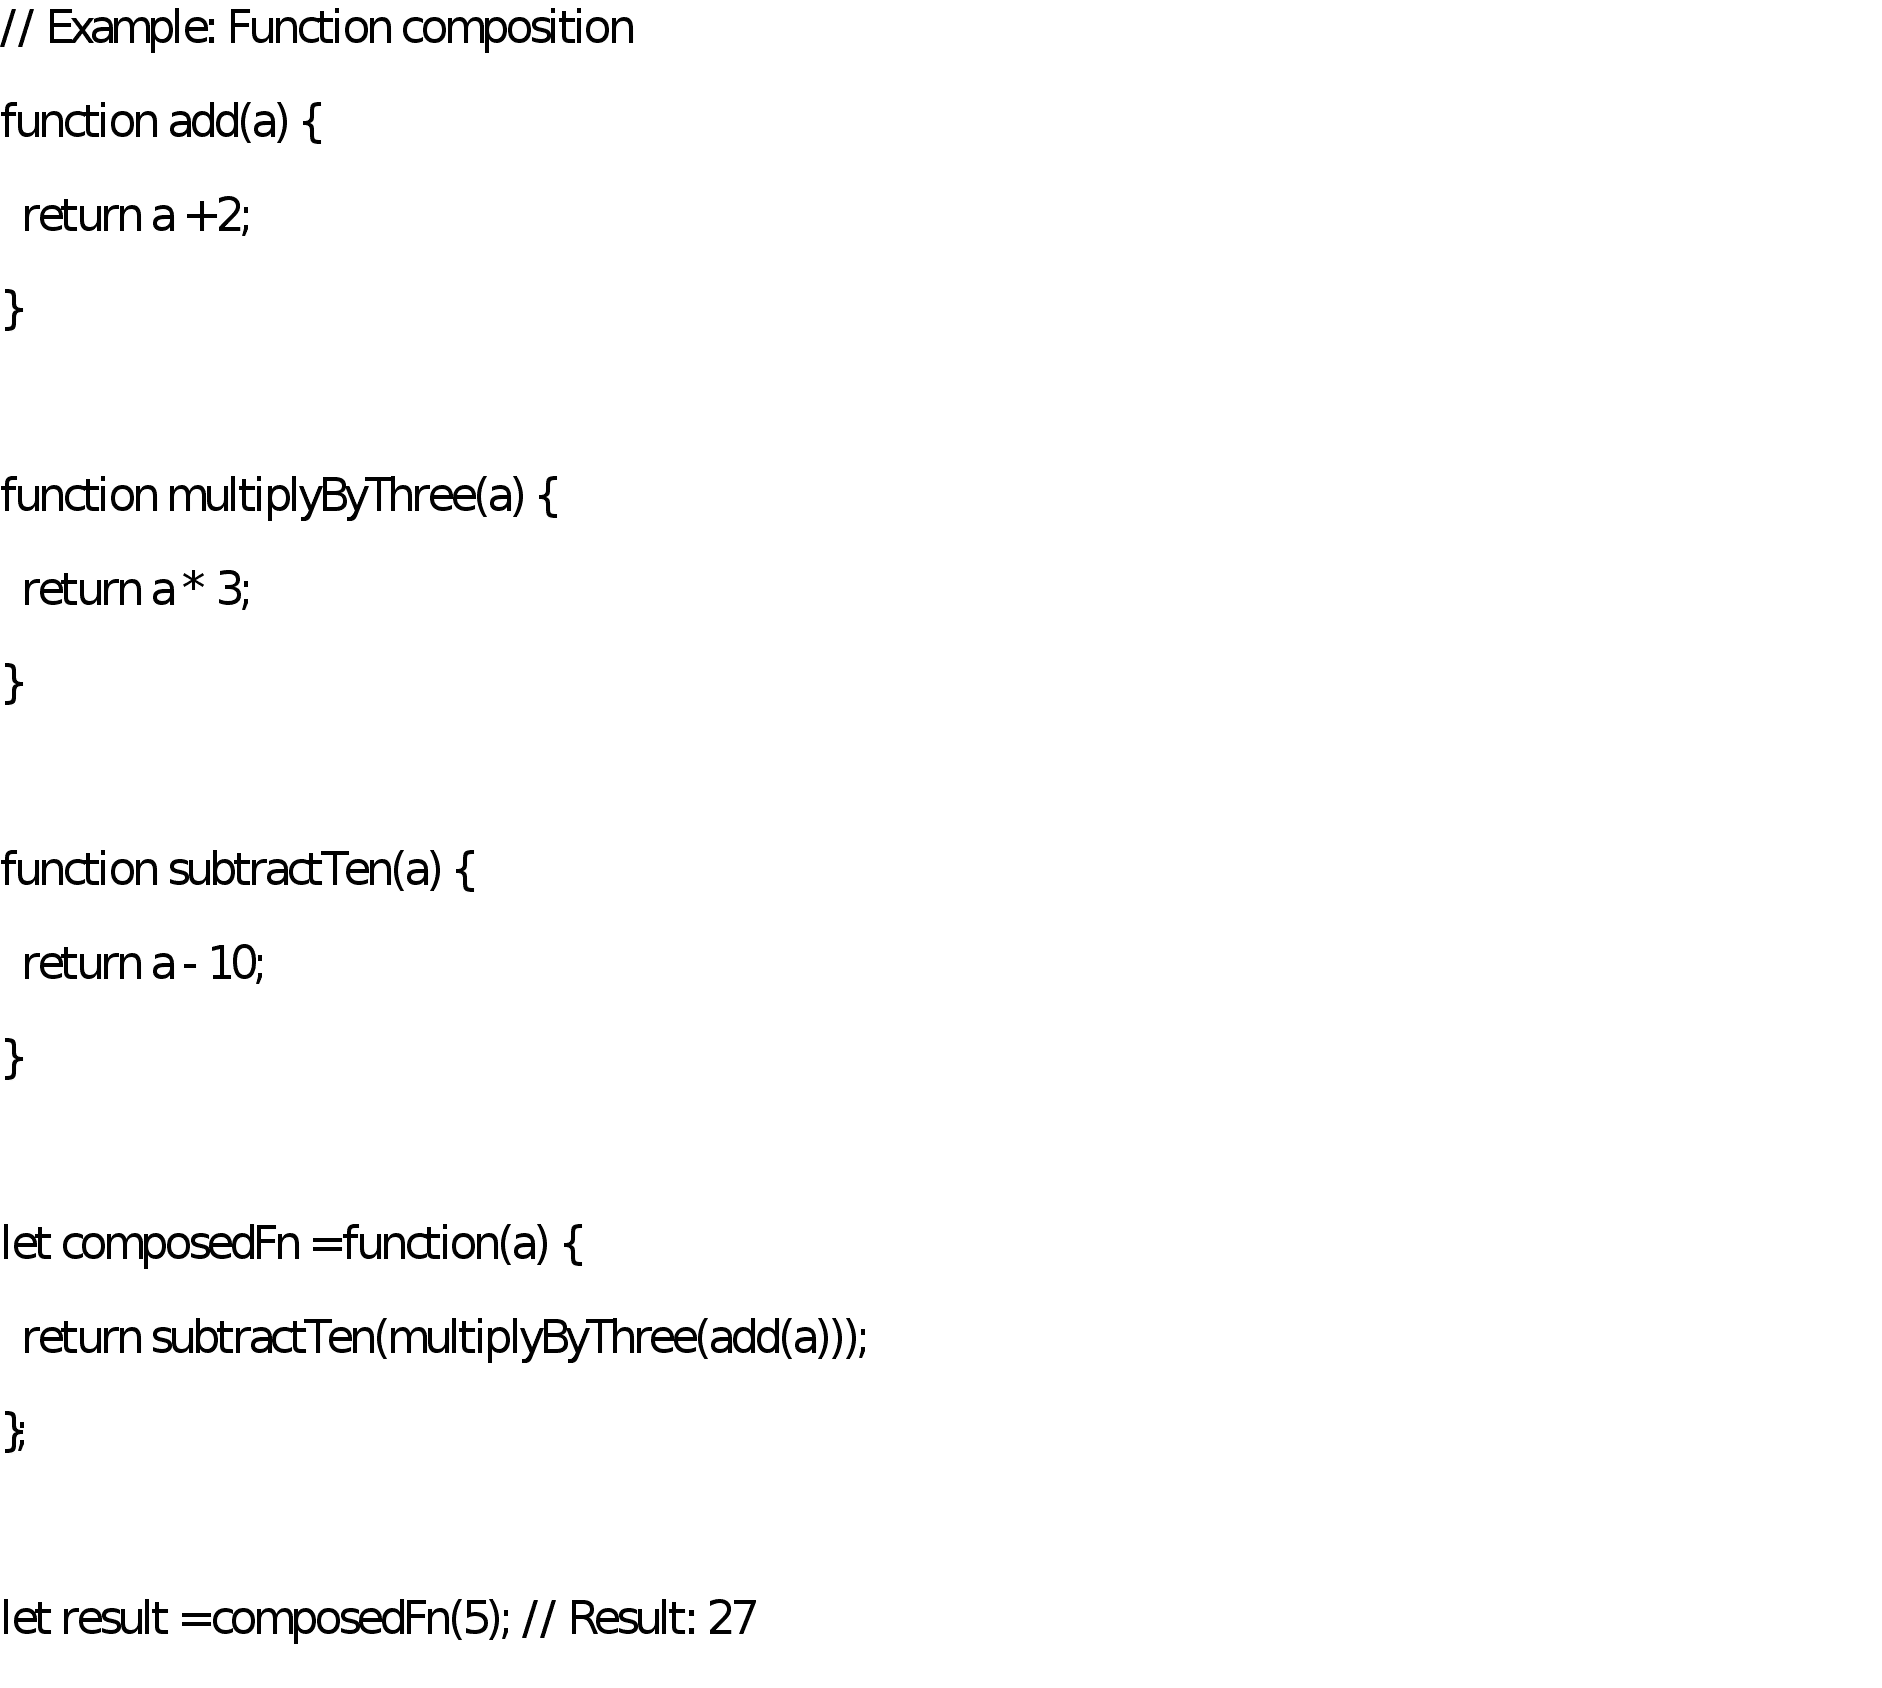 // Example: Function composition
function add(a) {
  return a + 2;
}
function multiplyByThree(a) {
  return a * 3;
}
function subtractTen(a) {
  return a - 10;
}
let composedFn = function(a) {
  return subtractTen(multiplyByThree(add(a)));
};
let result = composedFn(5); // Result: 27